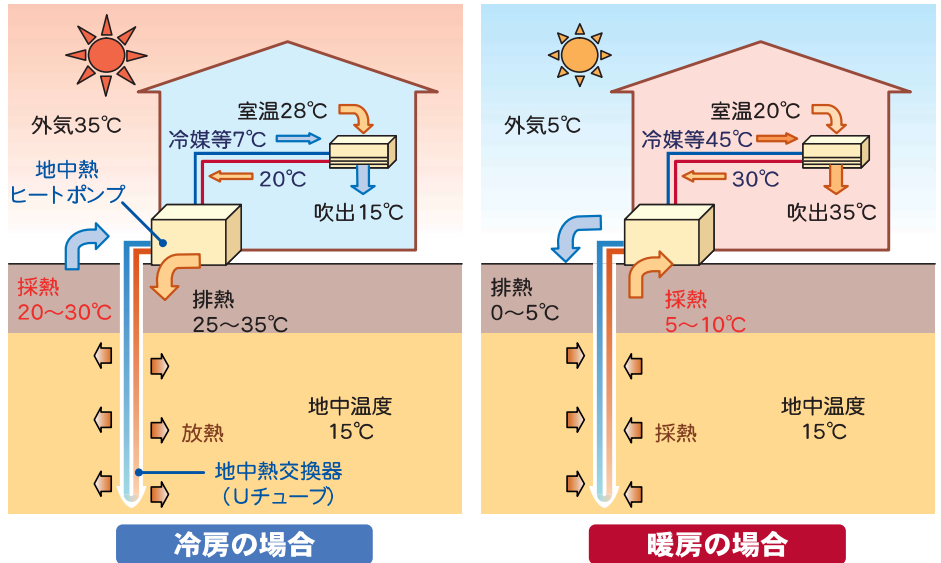 外気35℃
室温28℃
冷媒等7℃
20℃
吹出15℃
地中熱
ヒートポンプ
採熱
20〜30℃
排熱
25〜35℃
地中温度
15℃
放熱
地中熱交換器
(Uチューブ)
冷房の場合
外気5℃
室温20℃
冷媒等45℃
30℃
吹出35℃
排熱
0〜5℃
採熱
5〜10℃
地中温度
15℃
採熱
暖房の場合